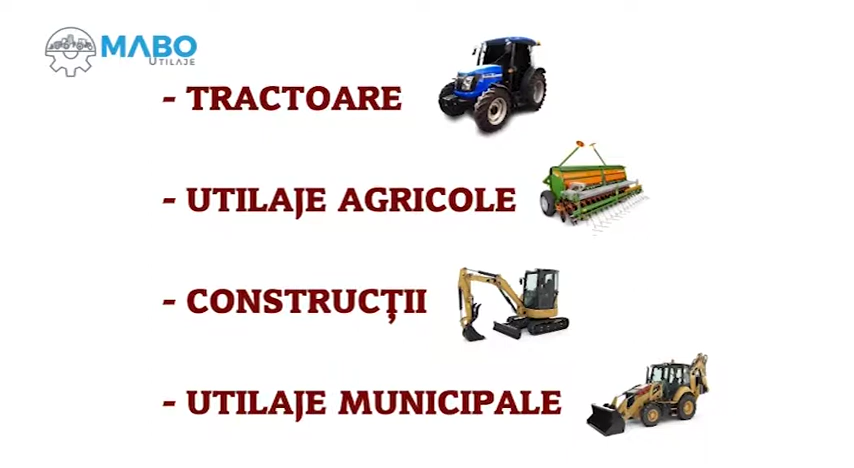 MABO
UTILAJE
- TRACTOARE
- UTILAJE AGRICOLE
- CONSTRUCȚII
- UTILAJE MUNICIPALE